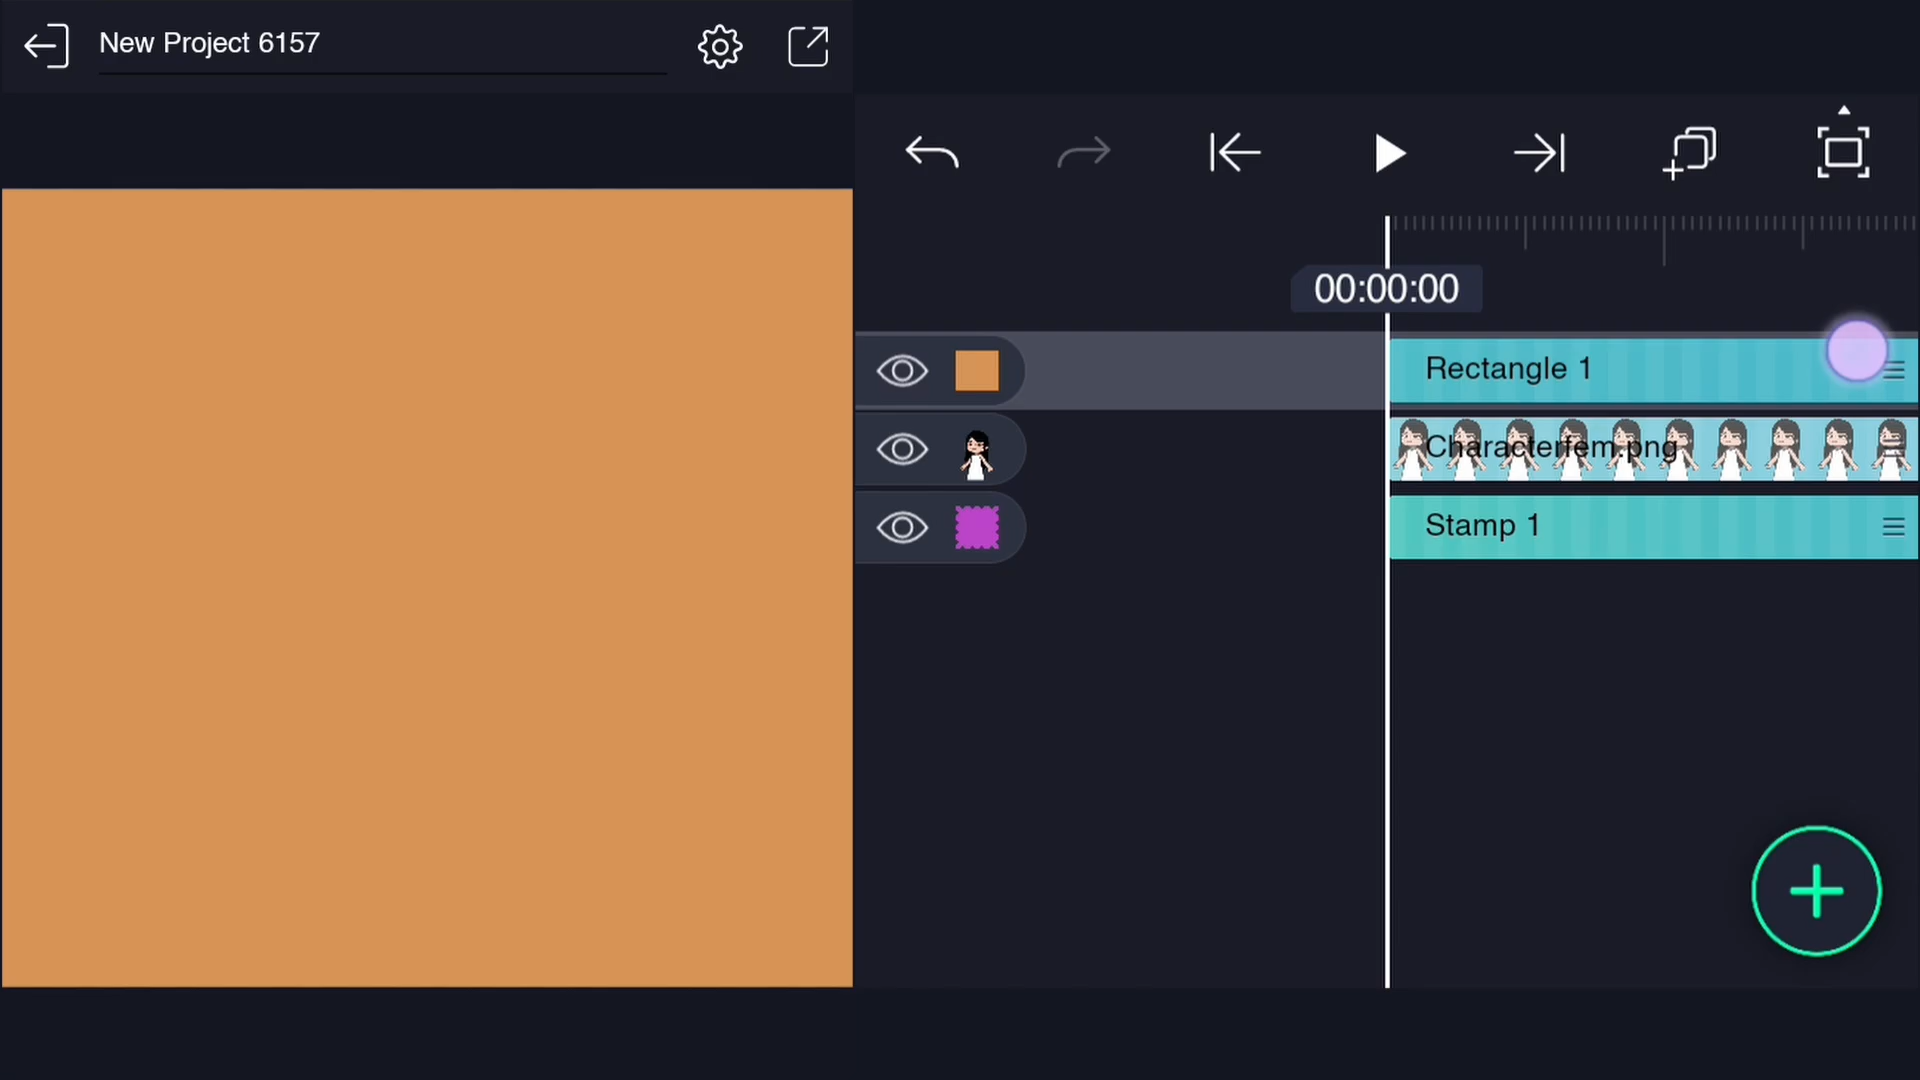 New Project 6157
00:00:00
Rectangle 1
Characterfem.png
Stamp 1